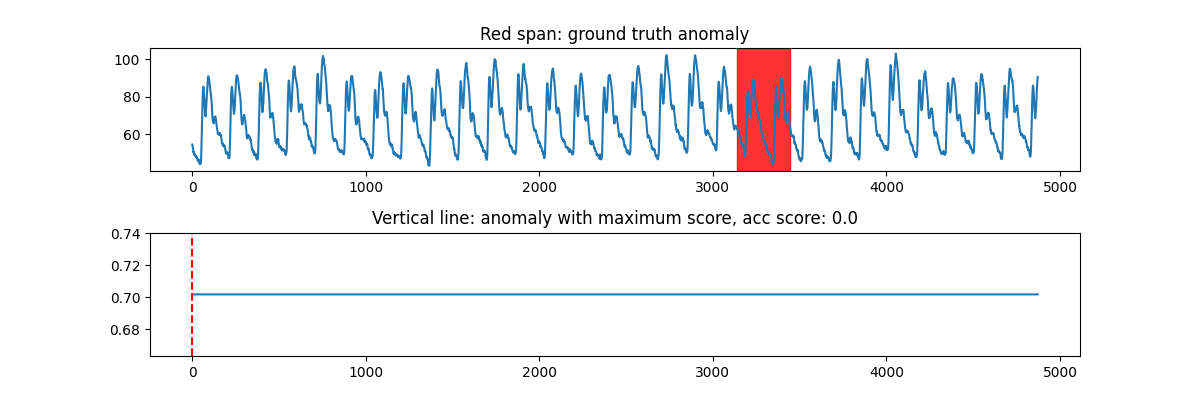 Red span: ground truth anomaly
100
80
60
0 1000 2000 3000 4000 5000
Vertical line: anomaly with maximum score, acc score: 0.0
0.74
0.72
0.70
0.68
0 1000 2000 3000 4000 5000